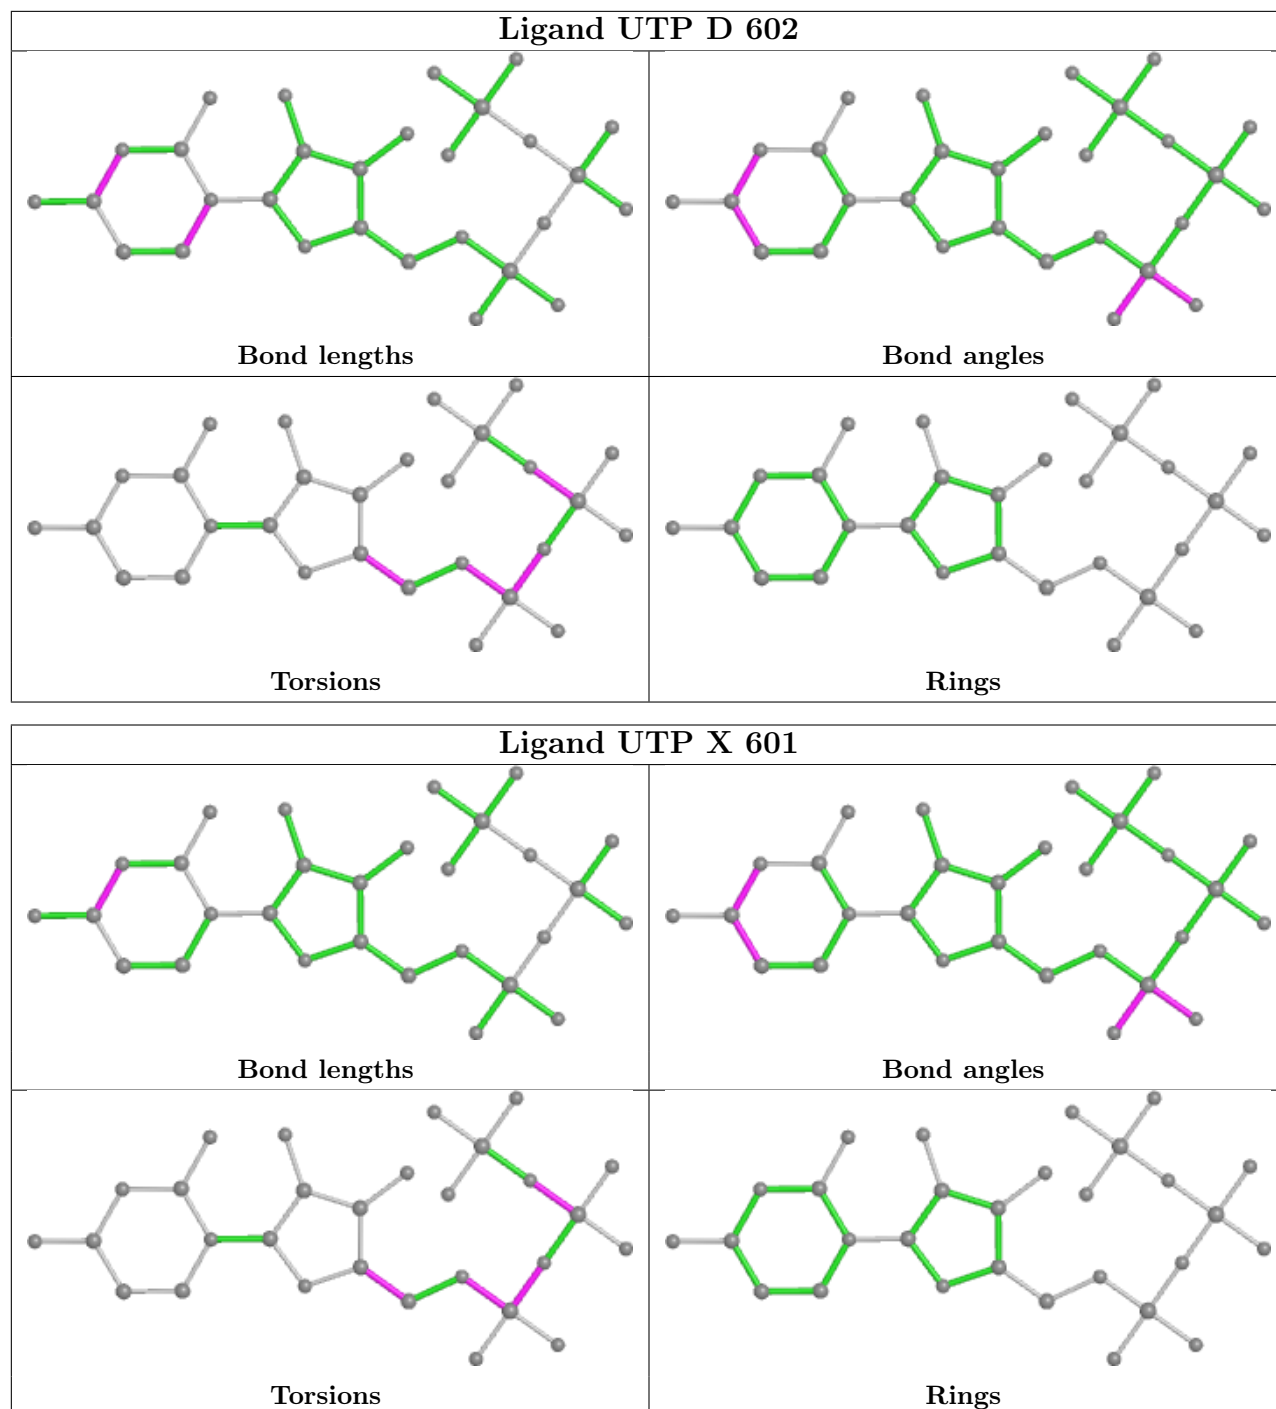 Ligand UTP D 602
Bond lengths
Bond angles
Torsions
Rings
Ligand UTP X 601
Bond lengths
Bond angles
Torsions
Rings